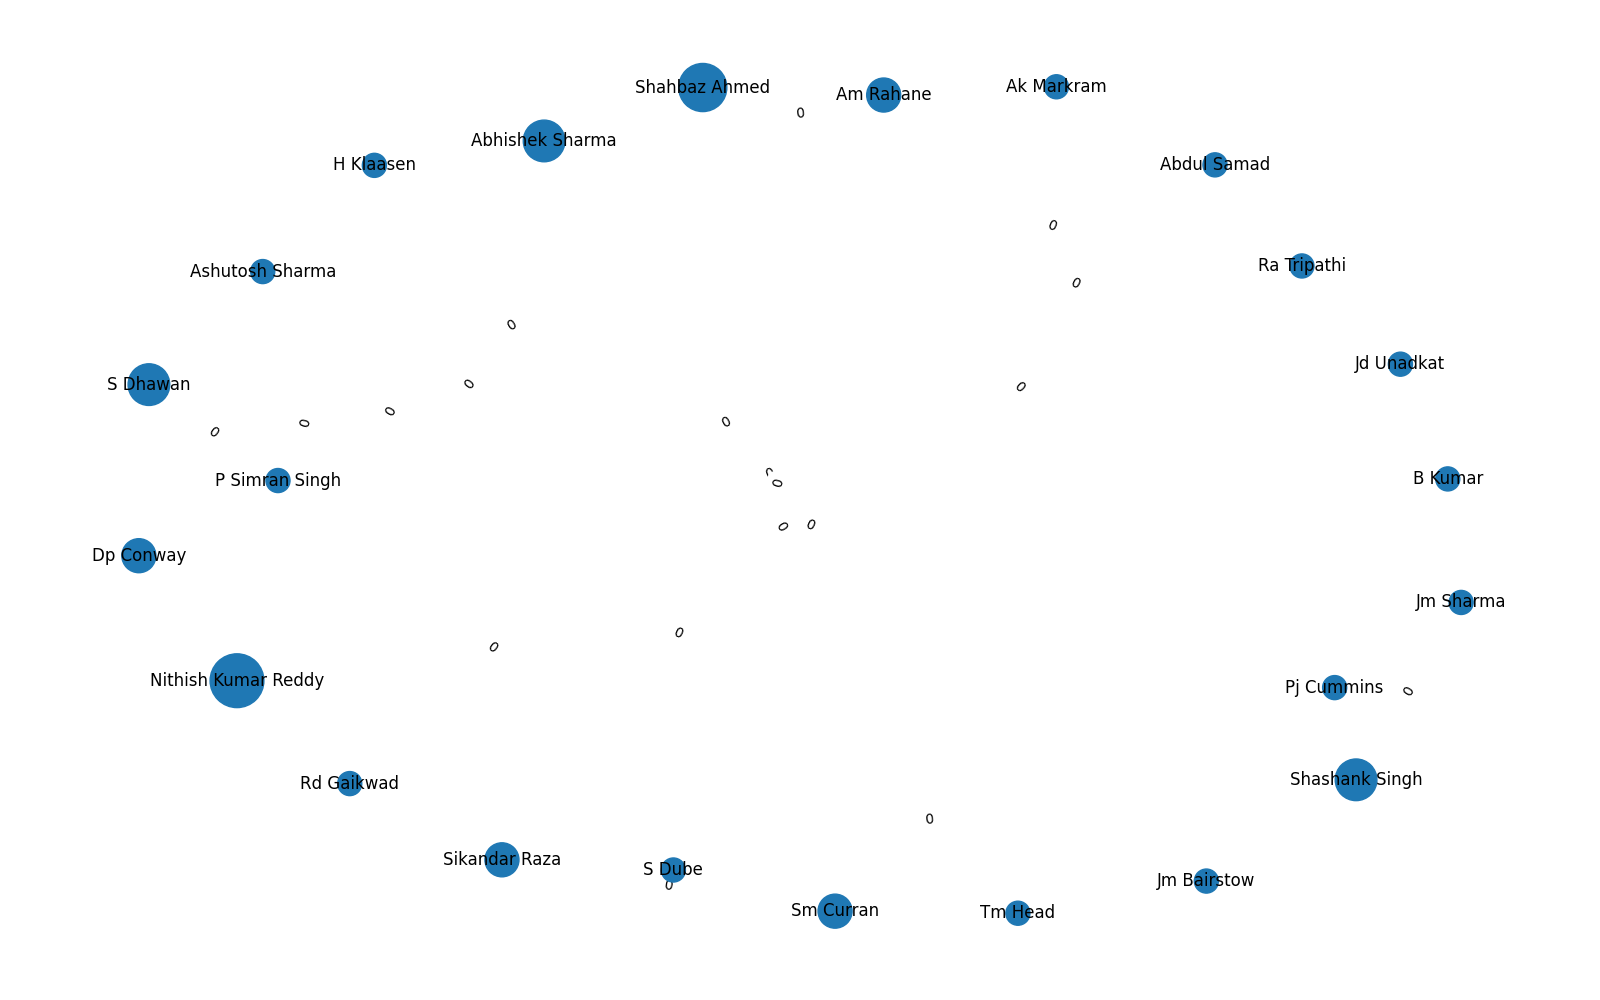 Ak Markram
Shahbaz Ahmed
Am Rahane
0
Abhishek Sharma
H Klaasen
Abdul Samad
0
Ra Tripathi
Ashutosh Sharma
0
0
Jd Unadkat
S Dhawan
0
0
0
0
0
0
B Kumar
P Simran Singh
0
0
0
Dp Conway
Jm Sharma
0
0
Nithish Kumar Reddy
Pj Cummins
0
Shashank Singh
Rd Gaikwad
0
Sikandar Raza
S Dube
0
Jm Bairstow
Sm Curran
Tm Head